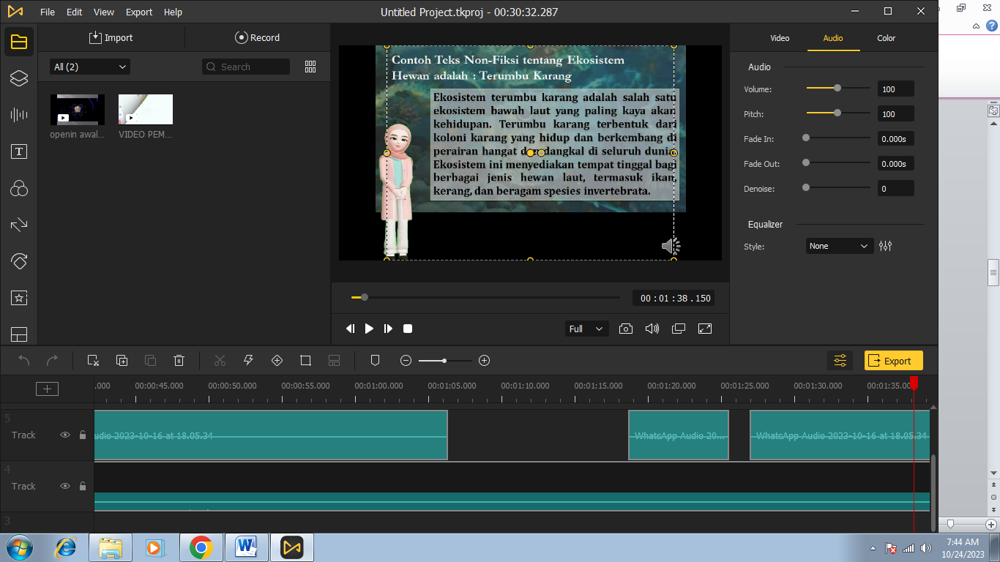 File Edit View Export Help
Untitled Project.tkproj - 00:30:32.287
Import
Record
All (2)
Search
openin awal...
VIDEO PEM...
Contoh Teks Non-Fiksi tentang Ekosistem
Hewan adalah : Terumbu Karang
Ekosistem terumbu karang adalah salah satu
ekosistem bawah laut yang paling kaya akan
kehidupan. Terumbu karang terbentuk dari
koloni karang yang hidup dan berkembang di
perairan hangat dan dangkal di seluruh dunia.
Ekosistem ini menyediakan tempat tinggal bagi
berbagai jenis hewan laut, termasuk ikan,
kerang, dan beragam spesies invertebrata.
00 : 01 : 38 . 150
Full
Video Audio Color
Audio
Volume: 100
Pitch: 100
Fade In: 0.000s
Fade Out: 0.000s
Denoise: 0
Equalizer
Style: None
Export
.000 00:00:45.000 00:00:50.000 00:00:55.000 00:01:00.000 00:01:05.000 00:01:10.000 00:01:15.000 00:01:20.000 00:01:25.000 00:01:30.000 00:01:35.000
5
Track
udio 2023-10-16 at 18.05.34
WhatsApp Audio 20...
WhatsApp Audio 2023-10-16 at 18.05.34
4
Track
3
7:44 AM
10/24/2023